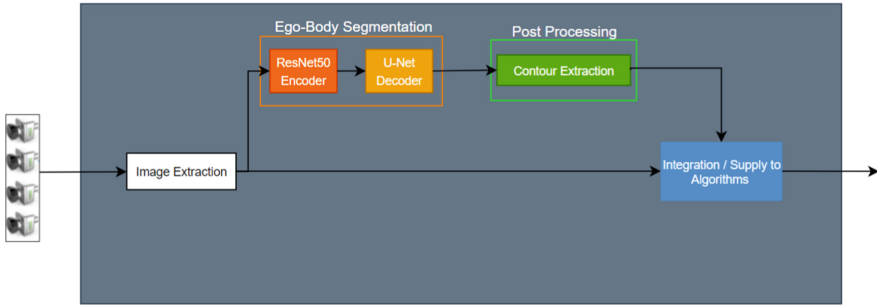 Ego-Body Segmentation
Post Processing
ResNet50
Encoder
U-Net
Decoder
Contour Extraction
Image Extraction
Integration / Supply to
Algorithms